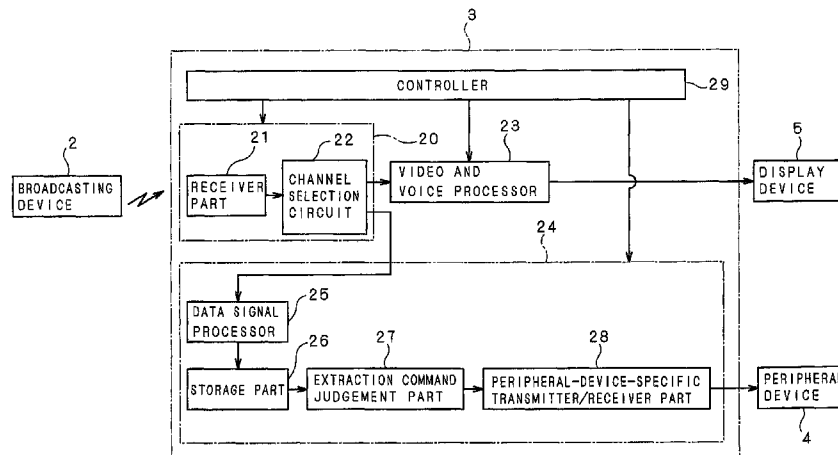 3
CONTROLLER
29
2
BROADCASTING
DEVICE
21
RECEIVER
PART
22
CHANNEL
SELECTION
CIRCUIT
20
23
VIDEO AND
VOICE PROCESSOR
5
DISPLAY
DEVICE
24
25
DATA SIGNAL
PROCESSOR
26
STORAGE PART
27
EXTRACTION COMMAND
JUDGEMENT PART
28
PERIPHERAL-DEVICE-SPECIFIC
TRANSMITTER/RECEIVER PART
PERIPHERAL
DEVICE
4